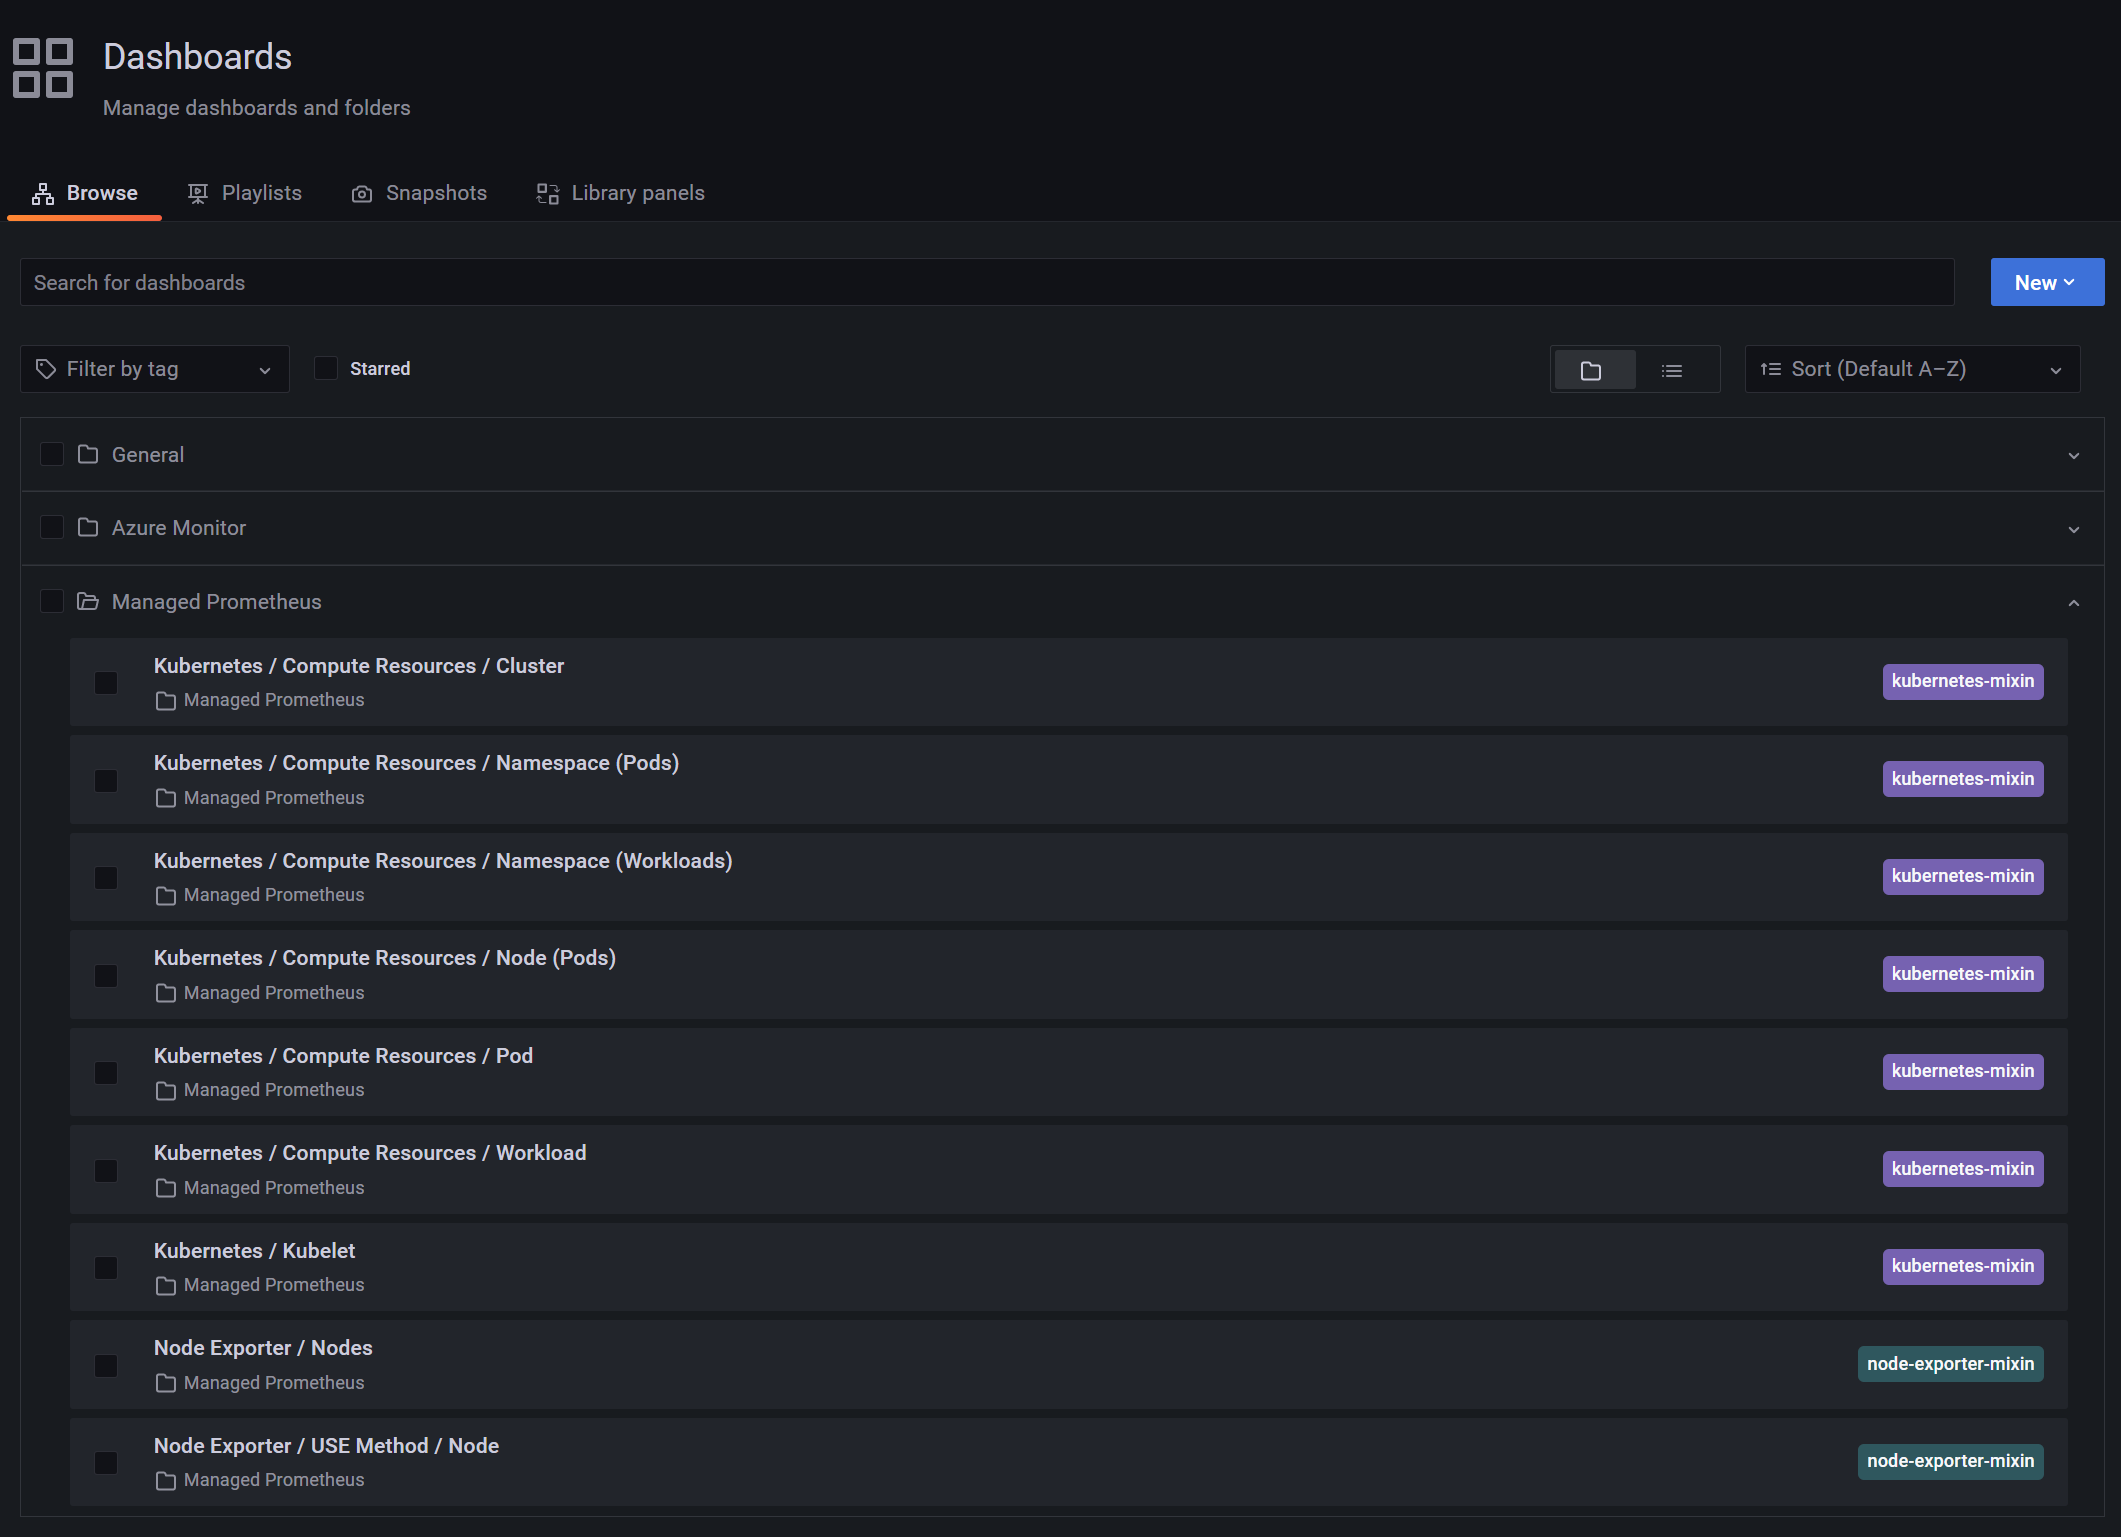 Dashboards
Manage dashboards and folders
Browse
Playlists
Snapshots
Library panels
Search for dashboards
New
Filter by tag
Starred
Sort (Default A–Z)
General
Azure Monitor
Managed Prometheus
Kubernetes / Compute Resources / Cluster
Managed Prometheus
kubernetes-mixin
Kubernetes / Compute Resources / Namespace (Pods)
Managed Prometheus
kubernetes-mixin
Kubernetes / Compute Resources / Namespace (Workloads)
Managed Prometheus
kubernetes-mixin
Kubernetes / Compute Resources / Node (Pods)
Managed Prometheus
kubernetes-mixin
Kubernetes / Compute Resources / Pod
Managed Prometheus
kubernetes-mixin
Kubernetes / Compute Resources / Workload
Managed Prometheus
kubernetes-mixin
Kubernetes / Kubelet
Managed Prometheus
kubernetes-mixin
Node Exporter / Nodes
Managed Prometheus
node-exporter-mixin
Node Exporter / USE Method / Node
Managed Prometheus
node-exporter-mixin